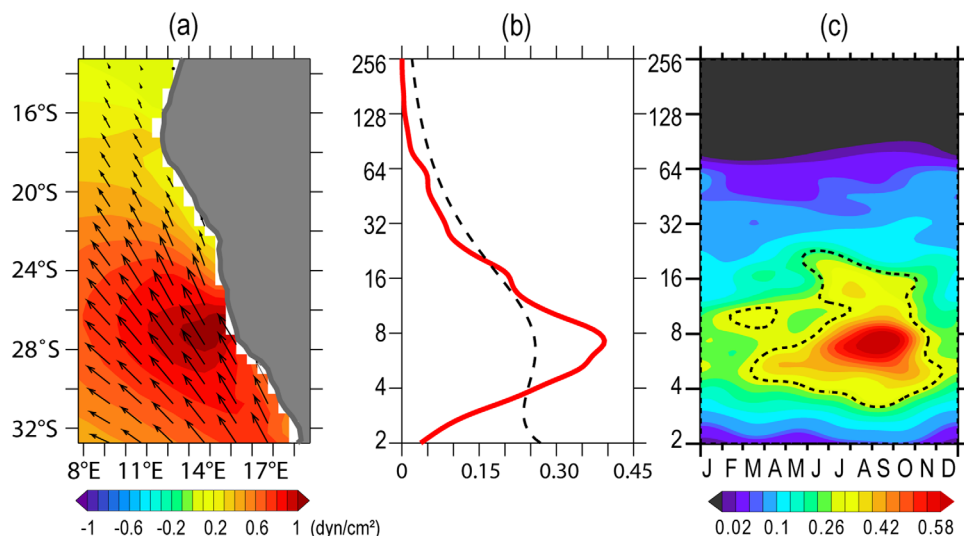 (a)
16°S
20°S
24°S
28°S
32°S
8°E 11°E 14°E 17°E
-1 -0.6 -0.2 0.2 0.6 1 (dyn/cm²)
(b)
256
128
64
32
16
8
4
2
0 0.15 0.30 0.45
(c)
256
128
64
32
16
8
4
2
J F M A M J J A S O N D
0.02 0.1 0.26 0.42 0.58